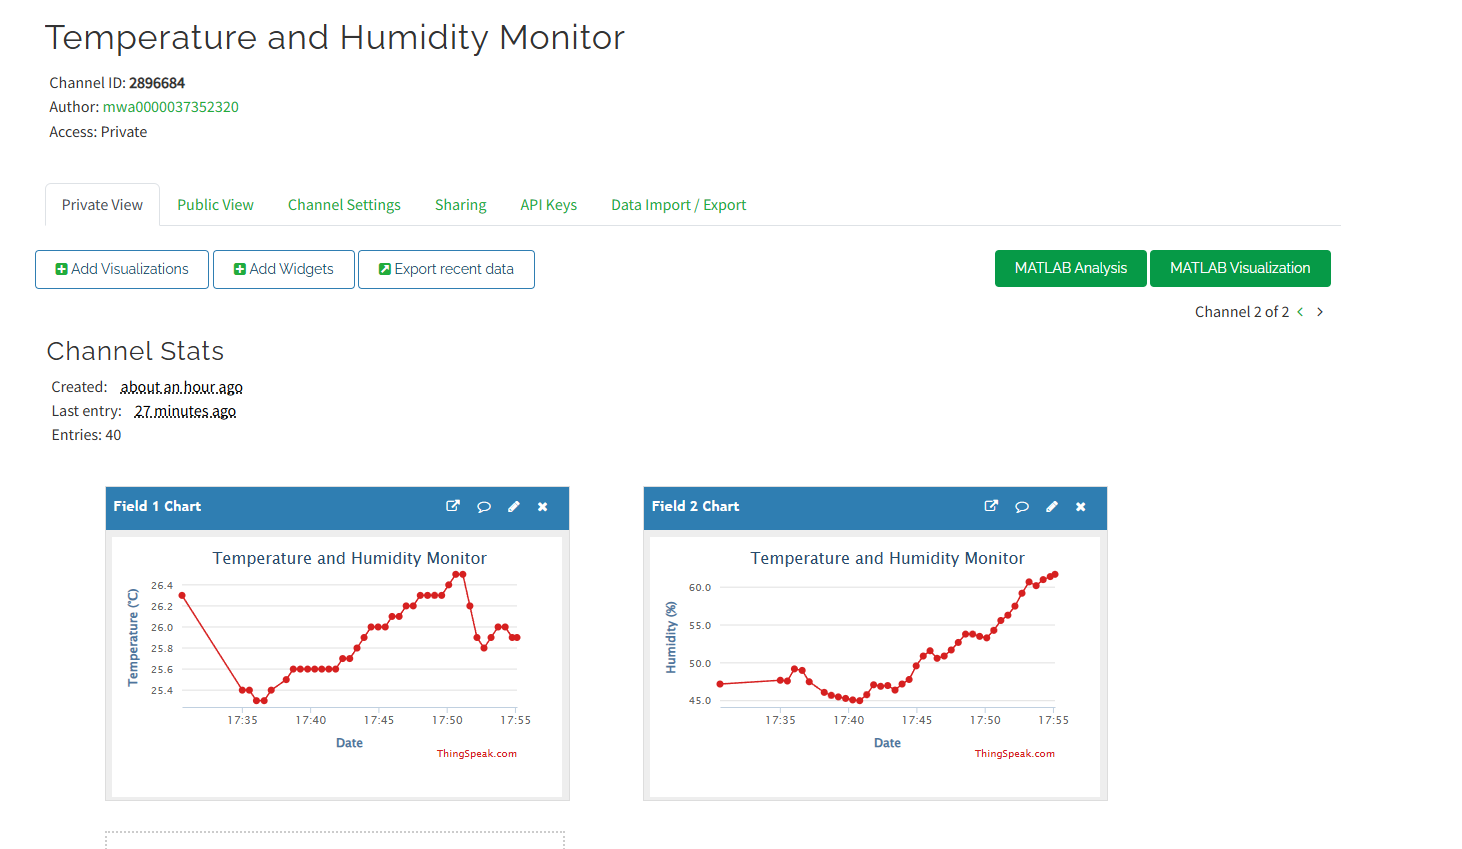 Temperature and Humidity Monitor
Channel ID: 2896684
Author: mwa0000037352320
Access: Private
Private View Public View Channel Settings Sharing API Keys Data Import / Export
Add Visualizations Add Widgets Export recent data MATLAB Analysis MATLAB Visualization
Channel 2 of 2 < >
Channel Stats
Created: about an hour ago
Last entry: 27 minutes ago
Entries: 40
Field 1 Chart
Temperature and Humidity Monitor
Temperature (°C)
26.4
26.2
26.0
25.8
25.6
25.4
17:35 17:40 17:45 17:50 17:55
Date
ThingSpeak.com
Field 2 Chart
Temperature and Humidity Monitor
Humidity (%)
60.0
55.0
50.0
45.0
17:35 17:40 17:45 17:50 17:55
Date
ThingSpeak.com